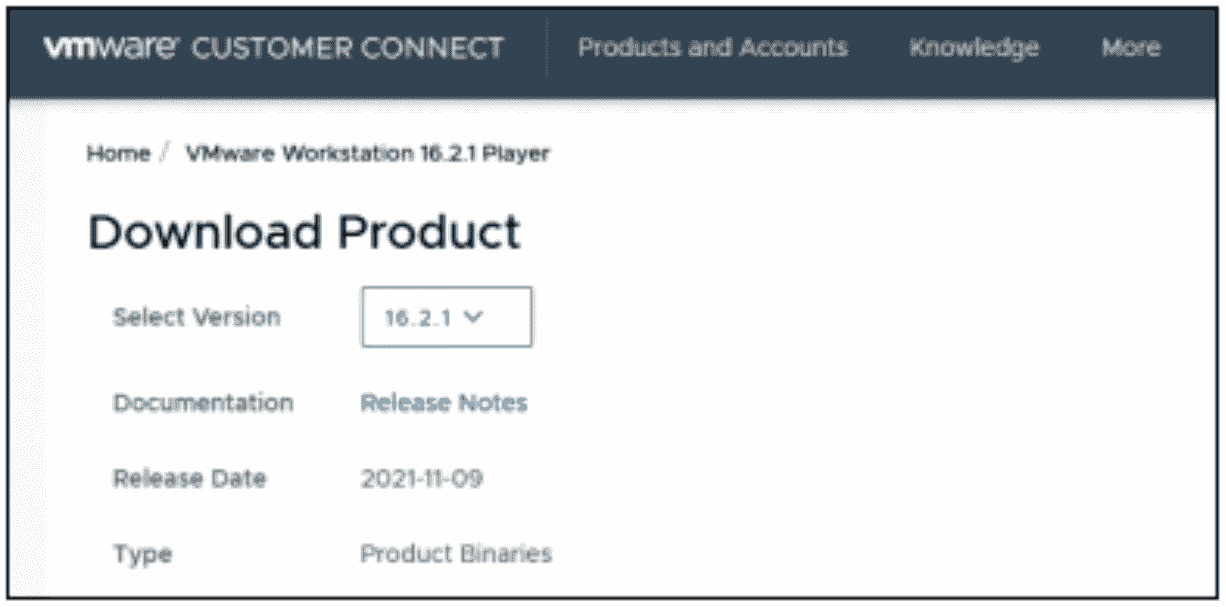 vmware® CUSTOMER CONNECT Products and Accounts Knowledge More
Home / VMware Workstation 16.2.1 Player
Download Product
Select Version 16.2.1
Documentation Release Notes
Release Date 2021-11-09
Type Product Binaries